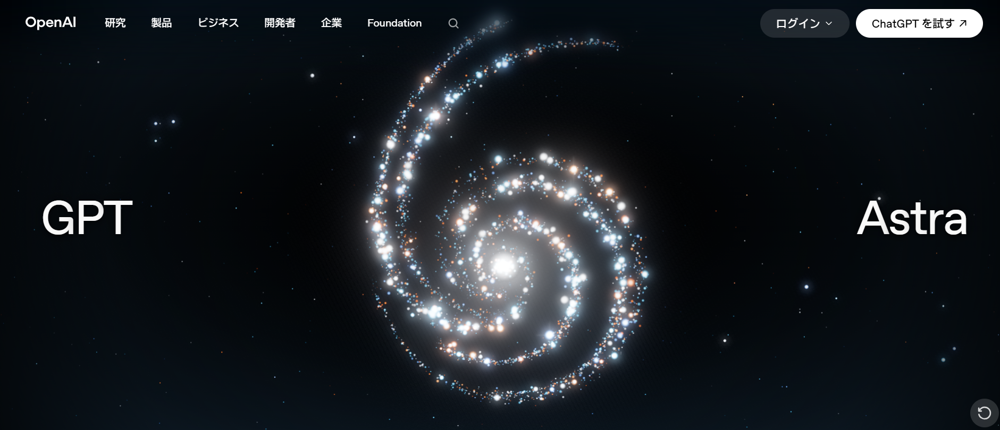 OpenAI 研究 製品 ビジネス 開発者 企業 Foundation ログイン ChatGPT を試す
GPT Astra